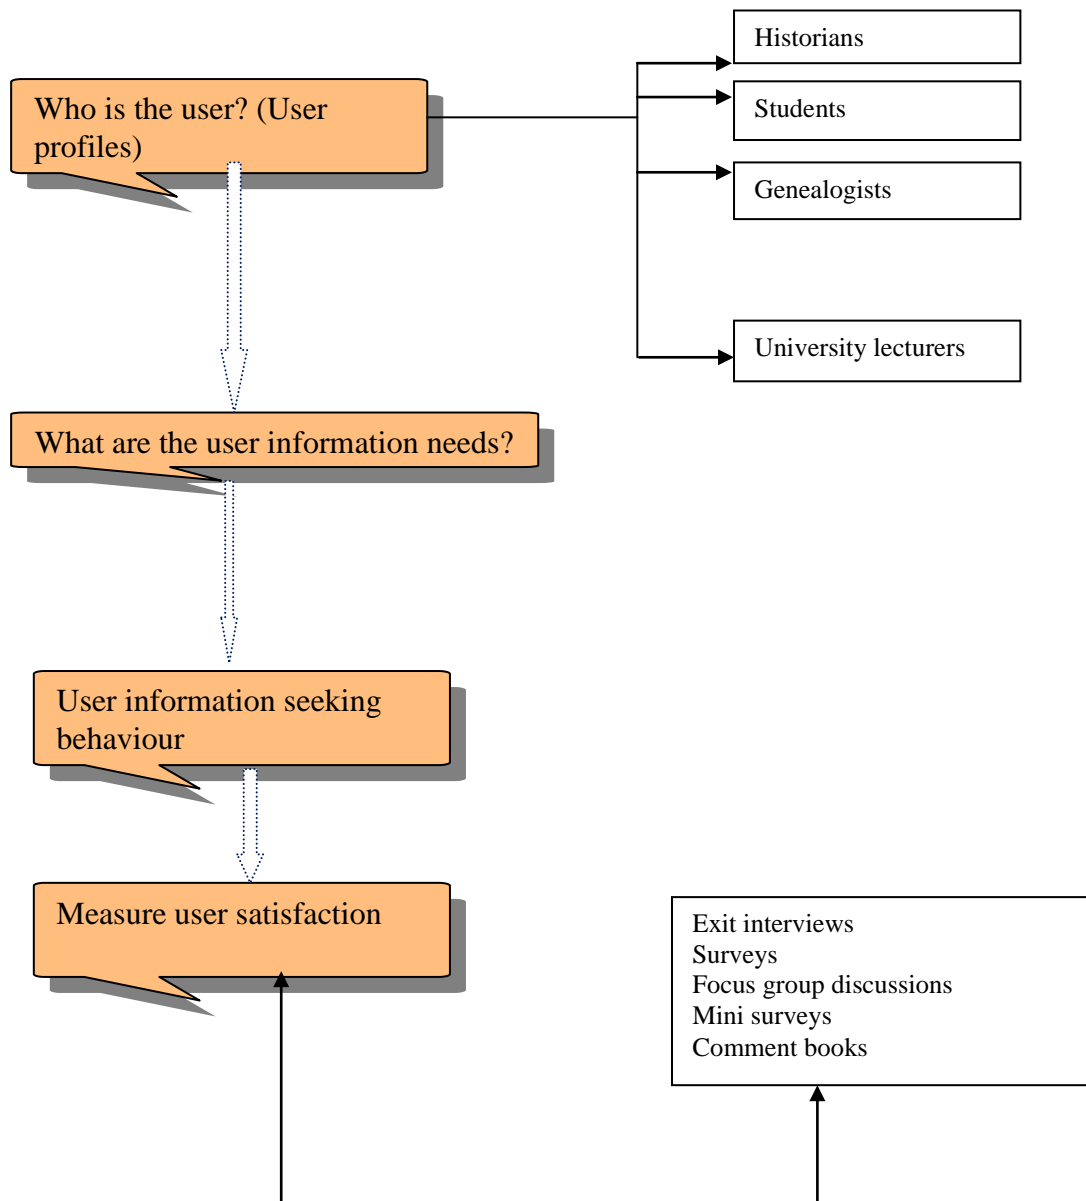 Historians
Who is the user? (User
profiles)
Students
Genealogists
University lecturers
What are the user information needs?
User information seeking
behaviour
Measure user satisfaction
Exit interviews
Surveys
Focus group discussions
Mini surveys
Comment books